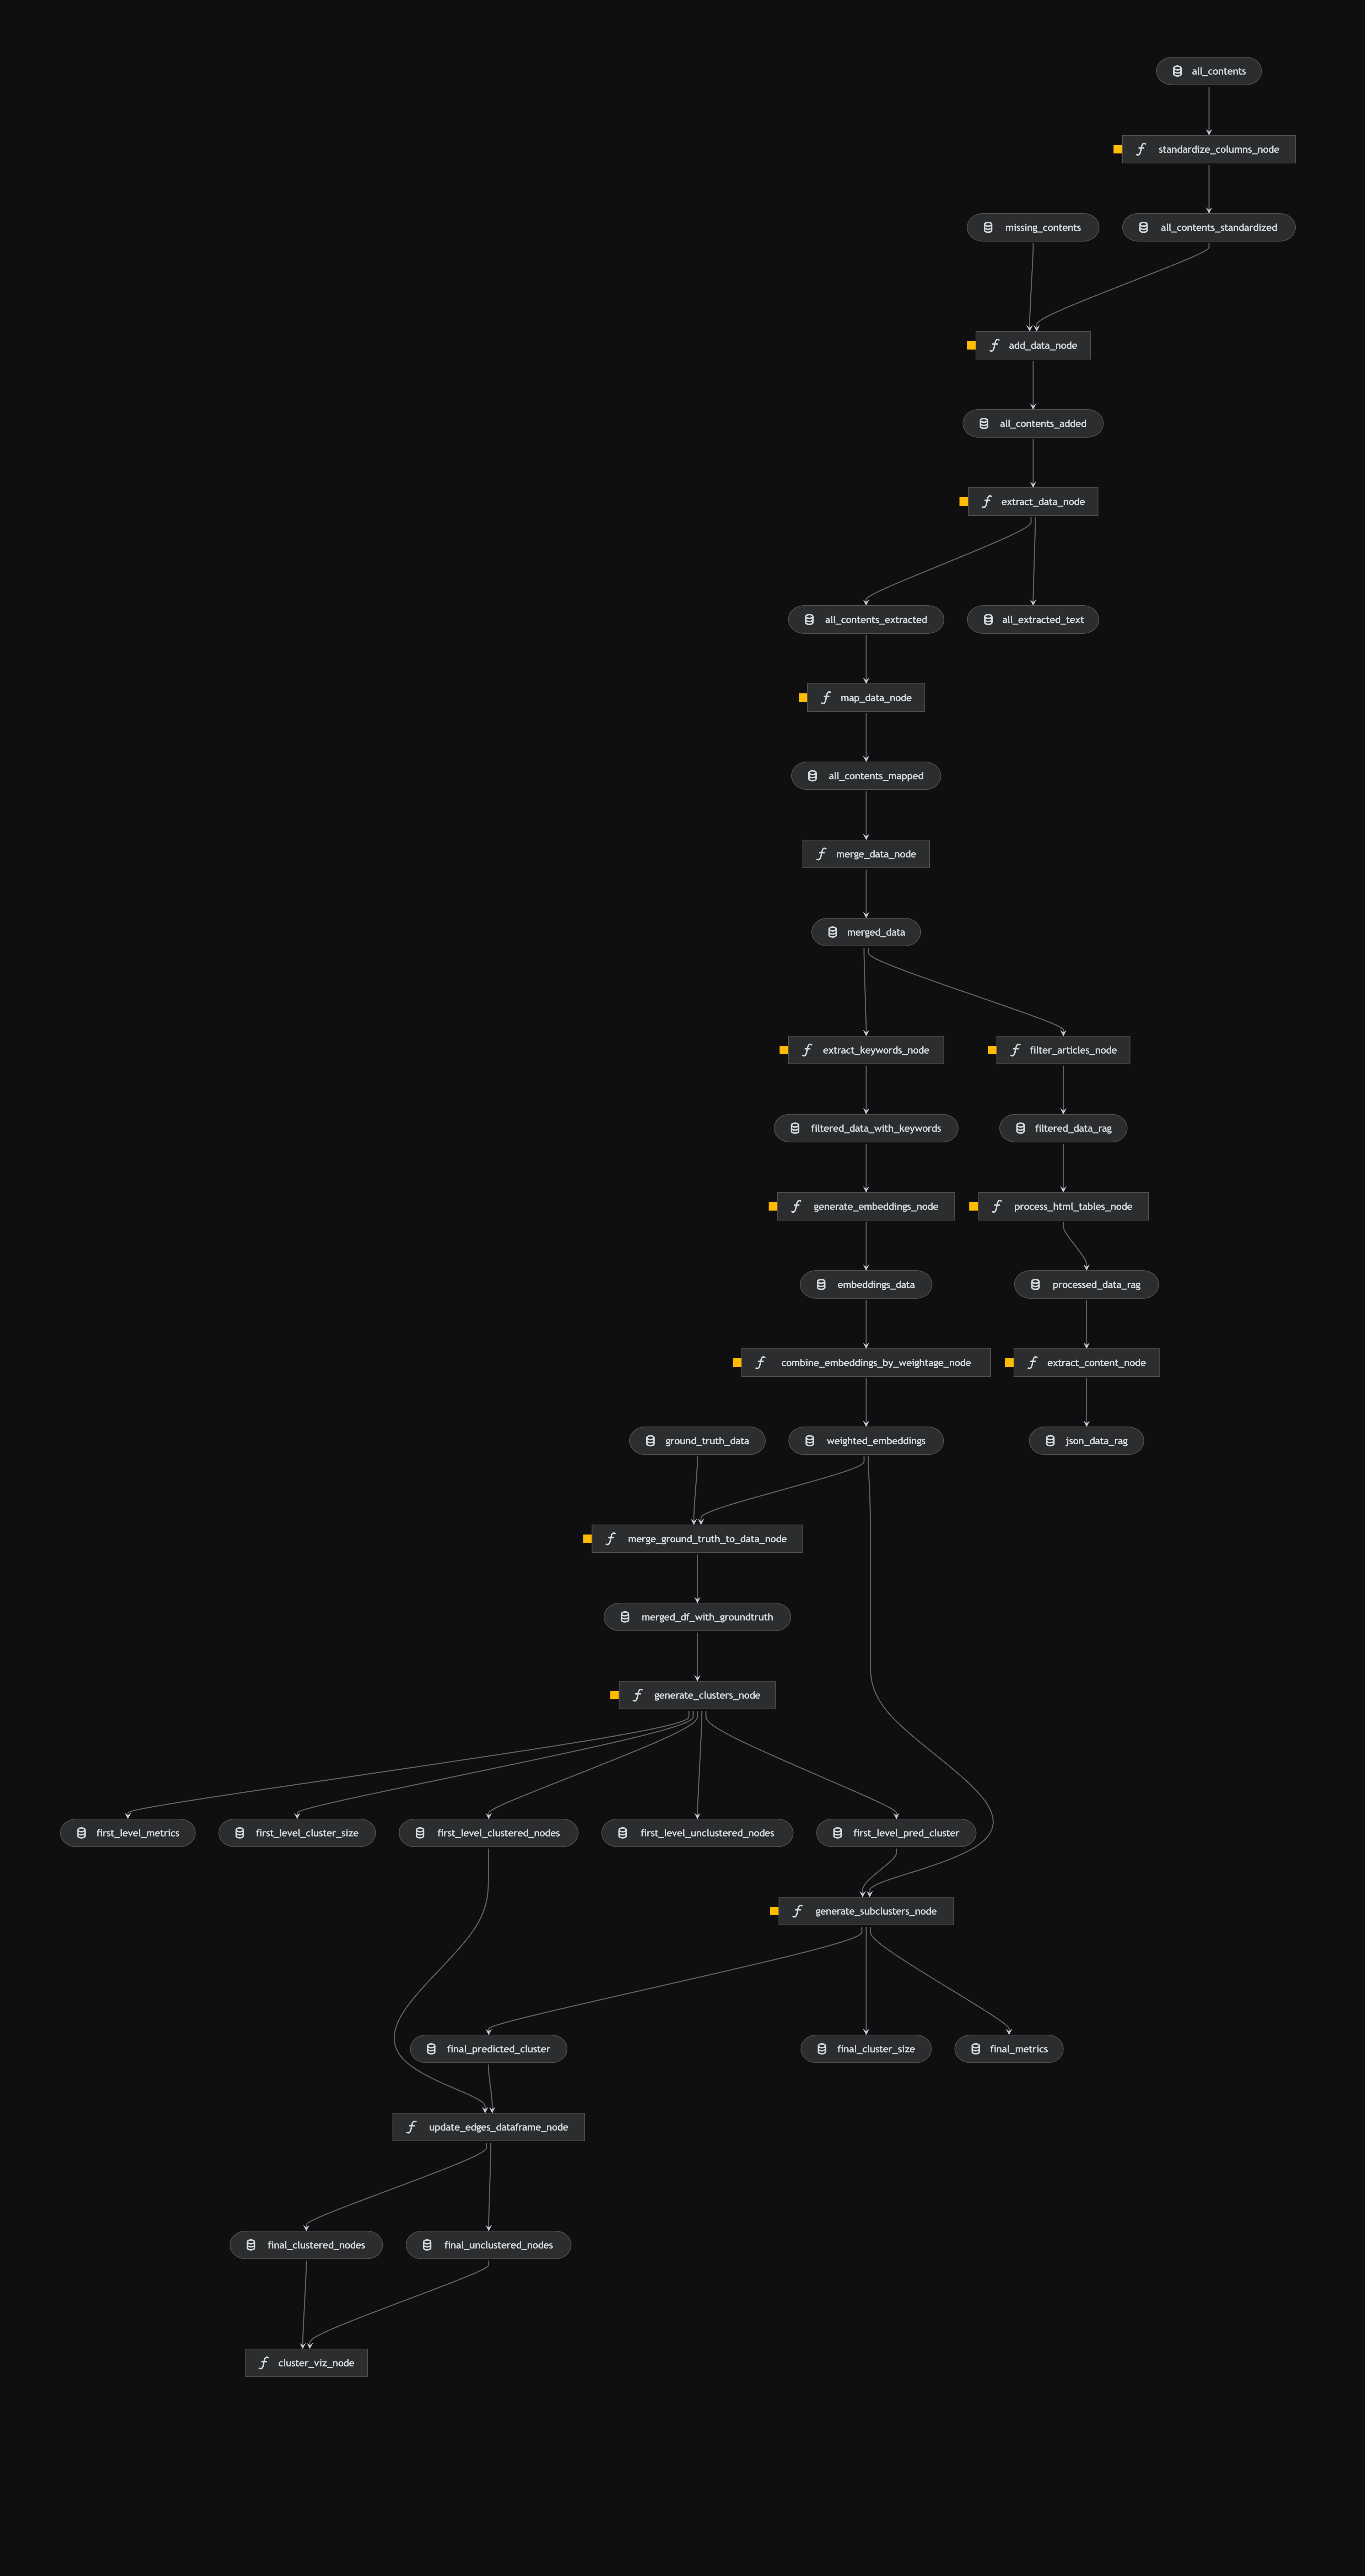 all_contents
standardize_columns_node
missing_contents
all_contents_standardized
add_data_node
all_contents_added
extract_data_node
all_contents_extracted
all_extracted_text
map_data_node
all_contents_mapped
merge_data_node
merged_data
extract_keywords_node
filter_articles_node
filtered_data_with_keywords
filtered_data_rag
generate_embeddings_node
process_html_tables_node
embeddings_data
processed_data_rag
combine_embeddings_by_weightage_node
extract_content_node
ground_truth_data
weighted_embeddings
json_data_rag
merge_ground_truth_to_data_node
merged_df_with_groundtruth
generate_clusters_node
first_level_metrics
first_level_cluster_size
first_level_clustered_nodes
first_level_unclustered_nodes
first_level_pred_cluster
generate_subclusters_node
final_predicted_cluster
final_cluster_size
final_metrics
update_edges_dataframe_node
final_clustered_nodes
final_unclustered_nodes
cluster_viz_node